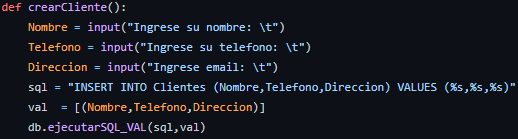 def crearCliente():
    Nombre = input("Ingrese su nombre: \t")
    Telefono = input("Ingrese su telefono: \t")
    Direccion = input("Ingrese email: \t")
    sql = "INSERT INTO Clientes (Nombre,Telefono,Direccion) VALUES (%s,%s,%s)"
    val  = [(Nombre,Telefono,Direccion)]
    db.ejecutarSQL_VAL(sql,val)